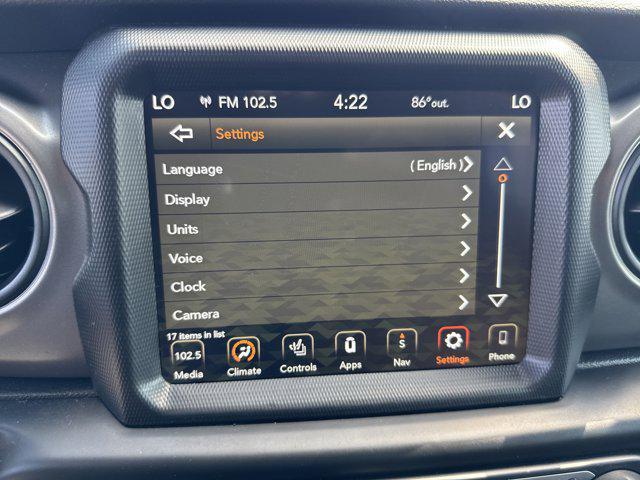 LO FM 102.5 4:22 86° out. LO
Settings
Language (English)
Display
Units
Voice
Clock
Camera
17 items in list
102.5 S
Media Climate Controls Apps Nav Settings Phone